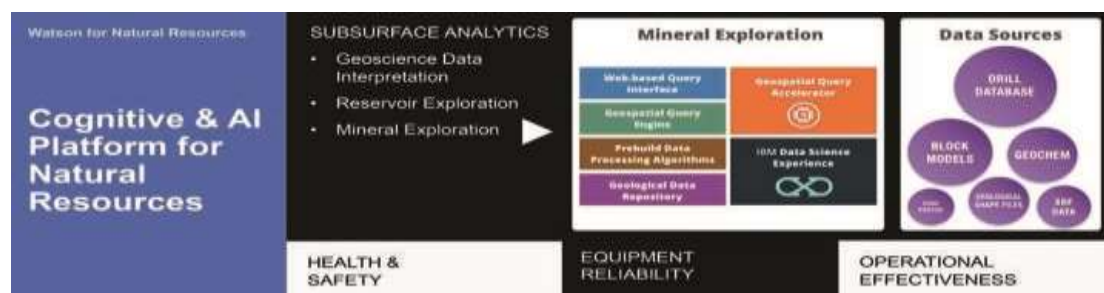 Watson for Natural Resources
Cognitive & AI
Platform for
Natural
Resources
SUBSURFACE ANALYTICS
• Geoscience Data
Interpretation
• Reservoir Exploration
• Mineral Exploration
Mineral Exploration
Web-based Query
Interface
Geospatial Query
Engine
Prebuild Data
Processing Algorithms
Geological Data
Repository
Geospatial Query
Accelerator
IBM Data Science
Experience
Data Sources
DRILL
DATABASE
BLOCK
MODELS
GEOCHEM
SHAPE FILES
DATA
HEALTH &
SAFETY
EQUIPMENT
RELIABILITY
OPERATIONAL
EFFECTIVENESS